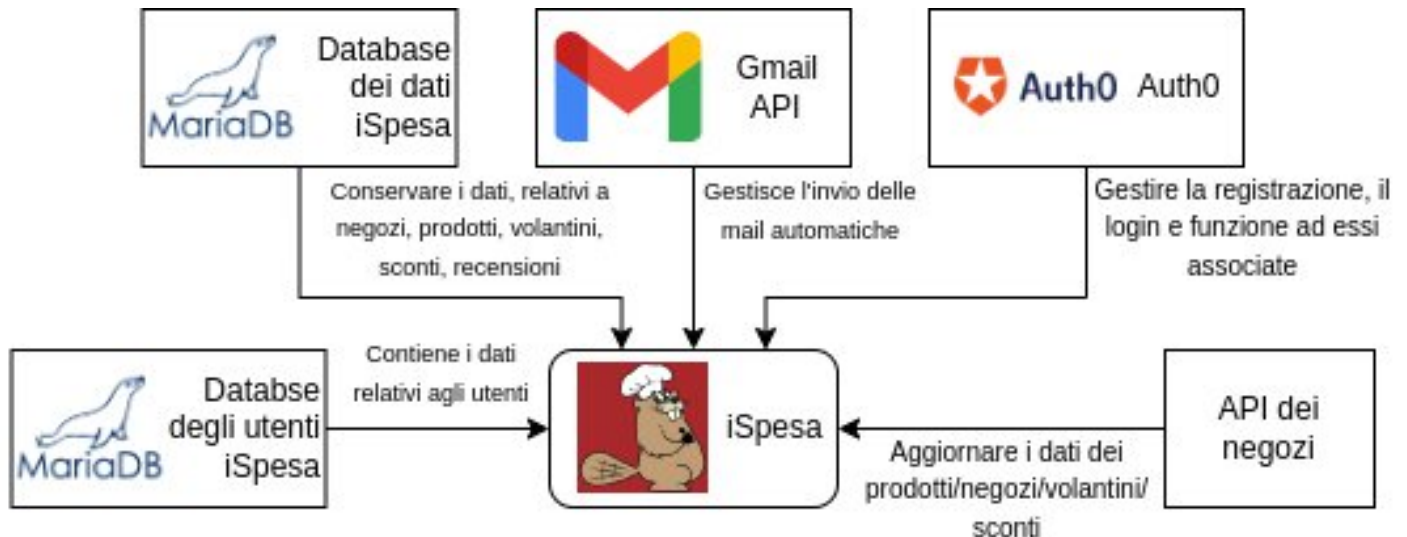 MariaDB
Database
dei dati
iSpesa
Gmail
API
Auth0
Auth0
Conservare i dati, relativi a
negozi, prodotti, volantini,
sconti, recensioni
Gestisce l'invio delle
mail automatiche
Gestire la registrazione, il
login e funzione ad essi
associate
MariaDB
Databse
degli utenti
iSpesa
Contiene i dati
relativi agli utenti
iSpesa
Aggiornare i dati dei
prodotti/negozi/volantini/
sconti
API dei
negozi